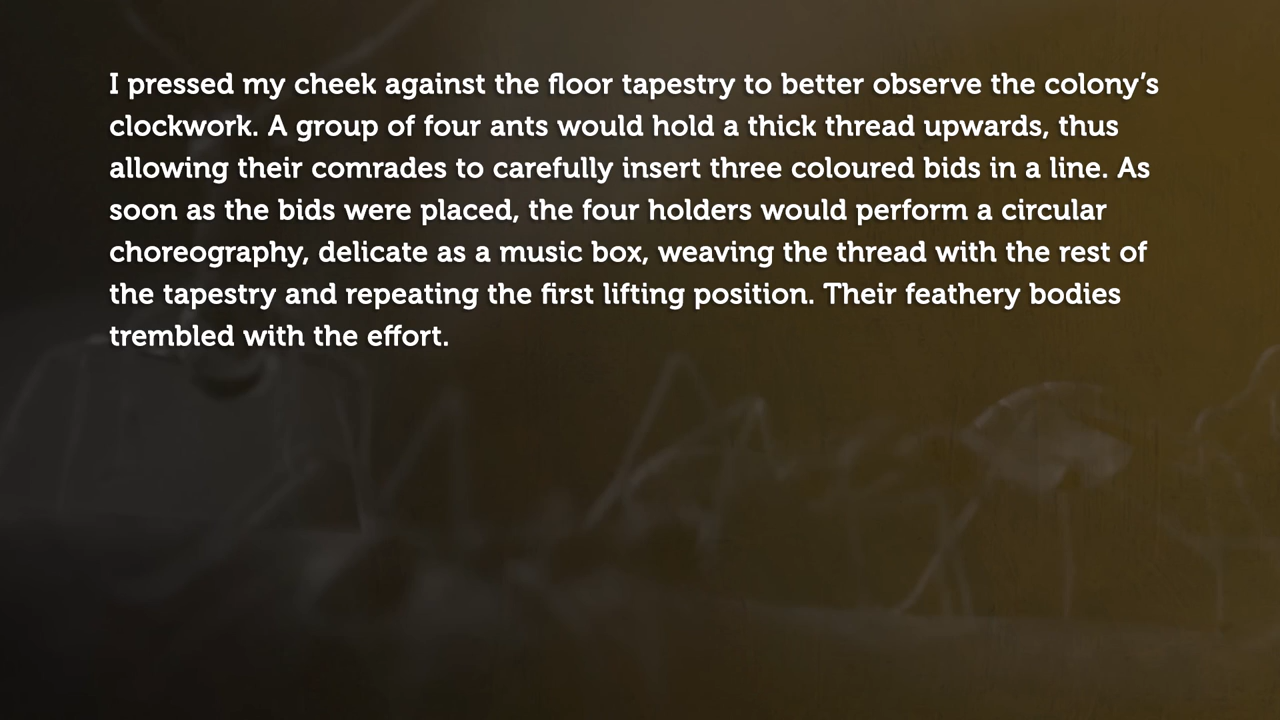 I pressed my cheek against the floor tapestry to better observe the colony’s
clockwork. A group of four ants would hold a thick thread upwards, thus
allowing their comrades to carefully insert three coloured bids in a line. As
soon as the bids were placed, the four holders would perform a circular
choreography, delicate as a music box, weaving the thread with the rest of
the tapestry and repeating the first lifting position. Their feathery bodies
trembled with the effort.